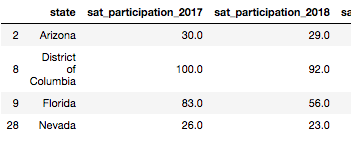 state sat_participation_2017 sat_participation_2018 sa
2 Arizona 30.0 29.0
8 District of Columbia 100.0 92.0
9 Florida 83.0 56.0
28 Nevada 26.0 23.0